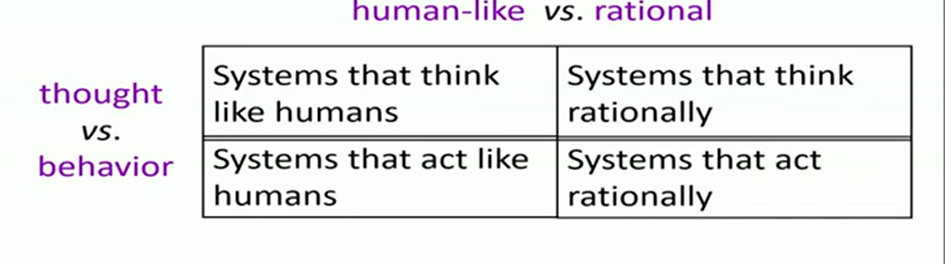 human-like vs. rational
thought
vs.
behavior
Systems that think
like humans
Systems that think
rationally
Systems that act like
humans
Systems that act
rationally